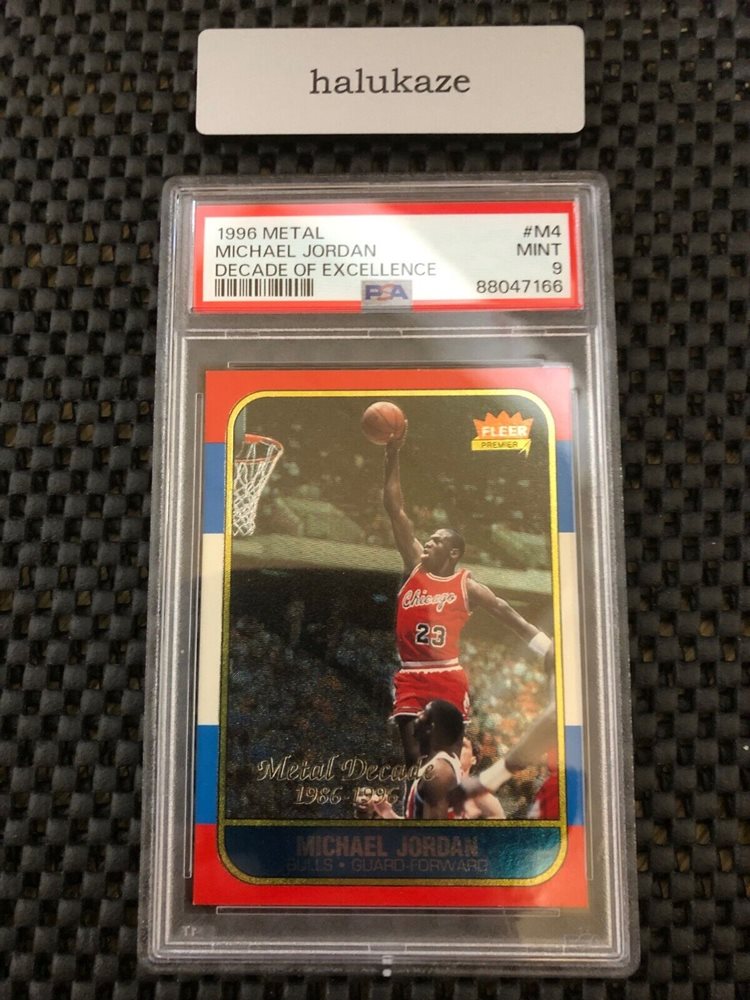 halukaze
1996 METAL #M4
MICHAEL JORDAN MINT
DECADE OF EXCELLENCE 9
PSA 88047166
FLEER
PREMIER
Chicago
23
Metal Decade
1986-1996
MICHAEL JORDAN
BULLS • GUARD-FORWARD